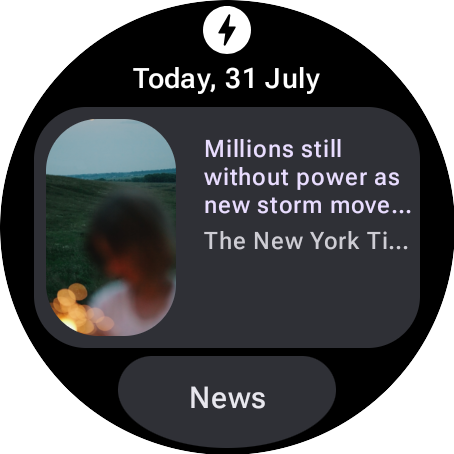 Today, 31 July
Millions still
without power as
new storm move...
The New York Ti...
News